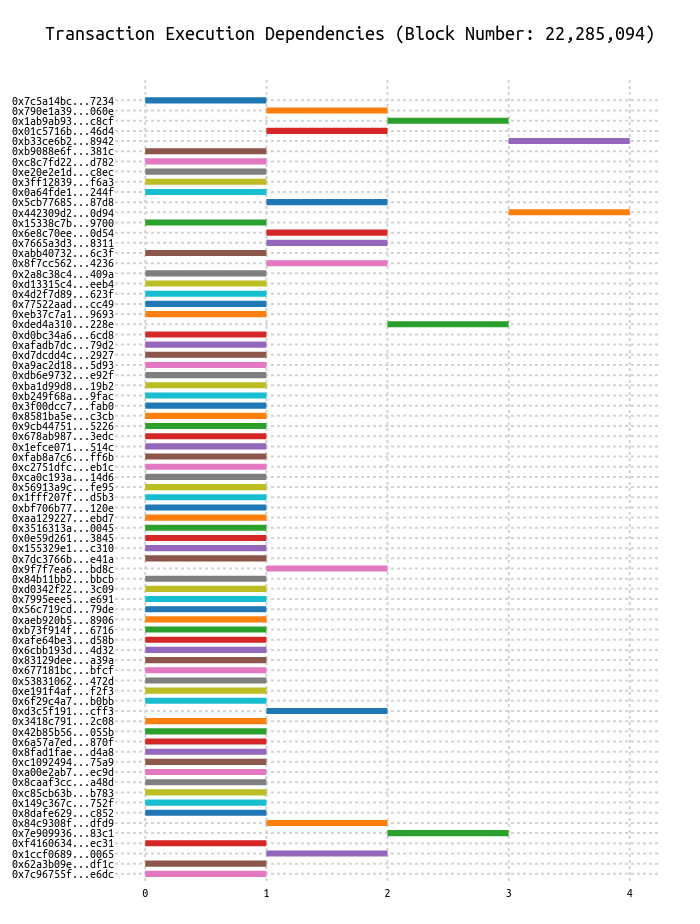 Transaction Execution Dependencies (Block Number: 22,285,094)
0x7c5a14bc...7234
0x790e1a39...060e
0x1ab9ab93...c8cf
0x01c5716b...46d4
0xb33ce6b2...8942
0xb9088e6f...381c
0xc8c7fd22...d782
0xe20e2e1d...c8ec
0x3ff12839...f6a3
0x0a64fde1...244f
0x5cb77685...87d8
0x442309d2...0d94
0x15338c7b...9700
0x6e8c70ee...0d54
0x7665a3d3...8311
0xabb40732...6c3f
0x8f7cc562...4236
0x2a8c38c4...409a
0xd13315c4...eeb4
0x4d2f7d89...623f
0x77522aad...cc49
0xeb37c7a1...9693
0xded4a310...228e
0xd0bc34a6...6cd8
0xafadb7dc...79d2
0xd7dcdd4c...2927
0xa9ac2d18...5d93
0xdb6e9732...e92f
0xba1d99d8...19b2
0xb249f68a...9fac
0x3f00dcc7...fab0
0x8581ba5e...c3cb
0x9cb44751...5226
0x678ab987...3edc
0x1efce071...514c
0xfab8a7c6...ff6b
0xc2751dfc...eb1c
0xca0c193a...14d6
0x56913a9c...fe95
0x1fff207f...d5b3
0xbf706b77...120e
0xaa129227...ebd7
0x3516313a...0045
0x0e59d261...3845
0x155329e1...c310
0x7dc3766b...e41a
0x9f7f7ea6...bd8c
0x84b11bb2...bbcb
0xd0342f22...3c09
0x7995eee5...e691
0x56c719cd...79de
0xaeb920b5...8906
0xb73f914f...6716
0xafe64be3...d58b
0x6cbb193d...4d32
0x83129dee...a39a
0x677181bc...bfcf
0x53831062...472d
0xe191f4af...f2f3
0x6f29c4a7...b0bb
0xd3c5f191...cff3
0x3418c791...2c08
0x42b85b56...055b
0x6a57a7ed...870f
0x8fad1fae...d4a8
0xc1092494...75a9
0xa00e2ab7...ec9d
0x8caaf3cc...a48d
0xc85cb63b...b783
0x149c367c...752f
0x8dafe629...c852
0x84c9308f...dfd9
0x7e909936...83c1
0xf4160634...ec31
0x1ccf0689...0065
0x62a3b09e...df1c
0x7c96755f...e6dc
0 1 2 3 4